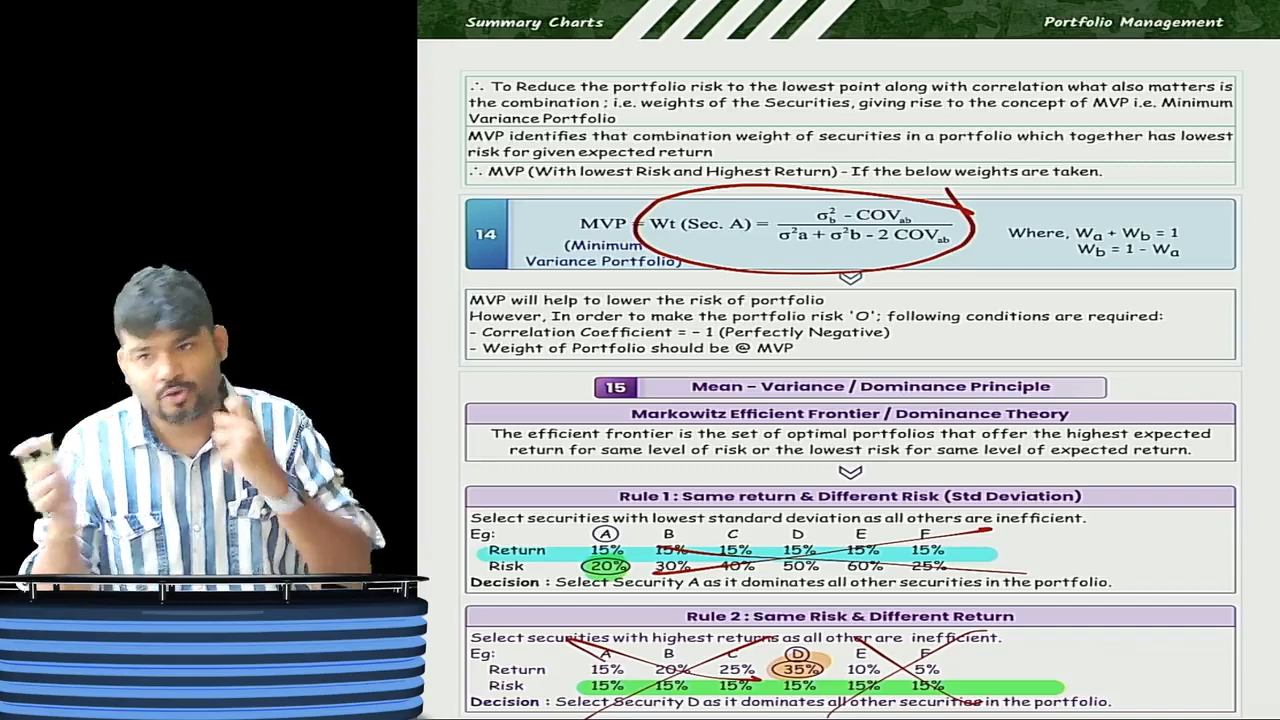 Summary Charts Portfolio Management
∴ To Reduce the portfolio risk to the lowest point along with correlation what also matters is
the combination ; i.e. weights of the Securities, giving rise to the concept of MVP i.e. Minimum
Variance Portfolio
MVP identifies that combination weight of securities in a portfolio which together has lowest
risk for given expected return
∴ MVP (With lowest Risk and Highest Return) - If the below weights are taken.
14
MVP = Wt (Sec. A) = σ²b - COVab / σ²a + σ²b - 2 COVab
(Minimum
Variance Portfolio)
Where, Wa + Wb = 1
Wb = 1 - Wa
MVP will help to lower the risk of portfolio
However, In order to make the portfolio risk 'O'; following conditions are required:
- Correlation Coefficient = – 1 (Perfectly Negative)
- Weight of Portfolio should be @ MVP
15 Mean – Variance / Dominance Principle
Markowitz Efficient Frontier / Dominance Theory
The efficient frontier is the set of optimal portfolios that offer the highest expected
return for same level of risk or the lowest risk for same level of expected return.
Rule 1 : Same return & Different Risk (Std Deviation)
Select securities with lowest standard deviation as all others are inefficient.
Eg: A B C D E F
Return 15% 15% 15% 15% 15% 15%
Risk 20% 30% 40% 50% 60% 25%
Decision : Select Security A as it dominates all other securities in the portfolio.
Rule 2 : Same Risk & Different Return
Select securities with highest returns as all other are inefficient.
Eg: A B C D E F
Return 15% 20% 25% 35% 10% 5%
Risk 15% 15% 15% 15% 15% 15%
Decision : Select Security D as it dominates all other securities in the portfolio.